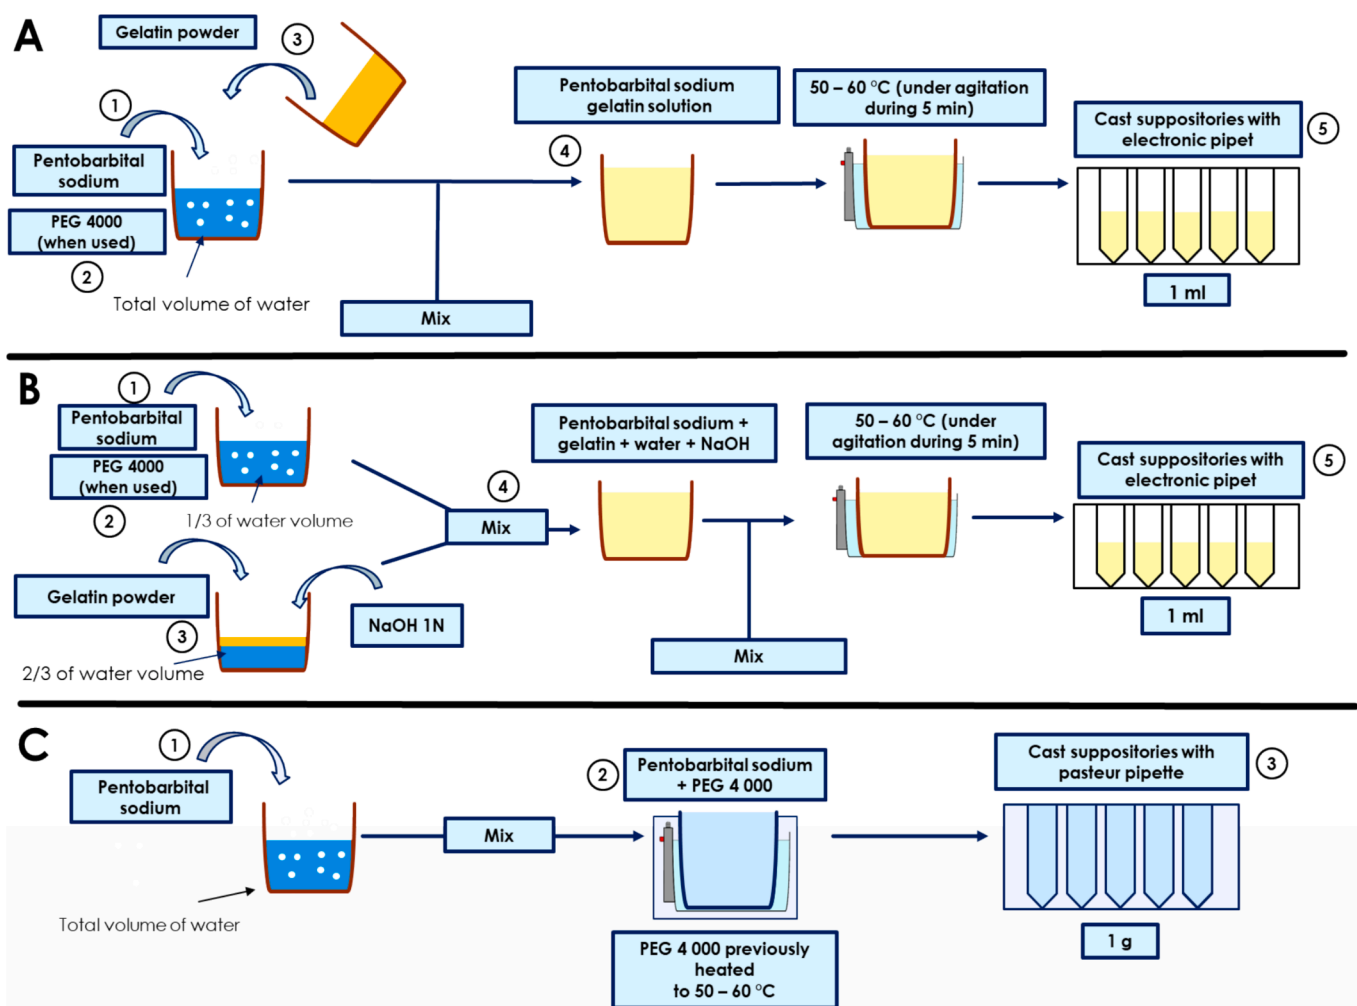 A
Gelatin powder
3
1
Pentobarbital
sodium
PEG 4000
(when used)
2
Total volume of water
Mix
Pentobarbital sodium
gelatin solution
4
50 – 60 °C (under agitation
during 5 min)
Cast suppositories with
electronic pipet
5
1 ml
B
1
Pentobarbital
sodium
PEG 4000
(when used)
2
1/3 of water volume
Gelatin powder
3
2/3 of water volume
NaOH 1N
4
Mix
Pentobarbital sodium +
gelatin + water + NaOH
Mix
50 – 60 °C (under
agitation during 5 min)
Cast suppositories with
electronic pipet
5
1 ml
C
1
Pentobarbital
sodium
Total volume of water
Mix
2
Pentobarbital sodium
+ PEG 4 000
PEG 4 000 previously
heated
to 50 – 60 °C
Cast suppositories with
pasteur pipette
3
1 g